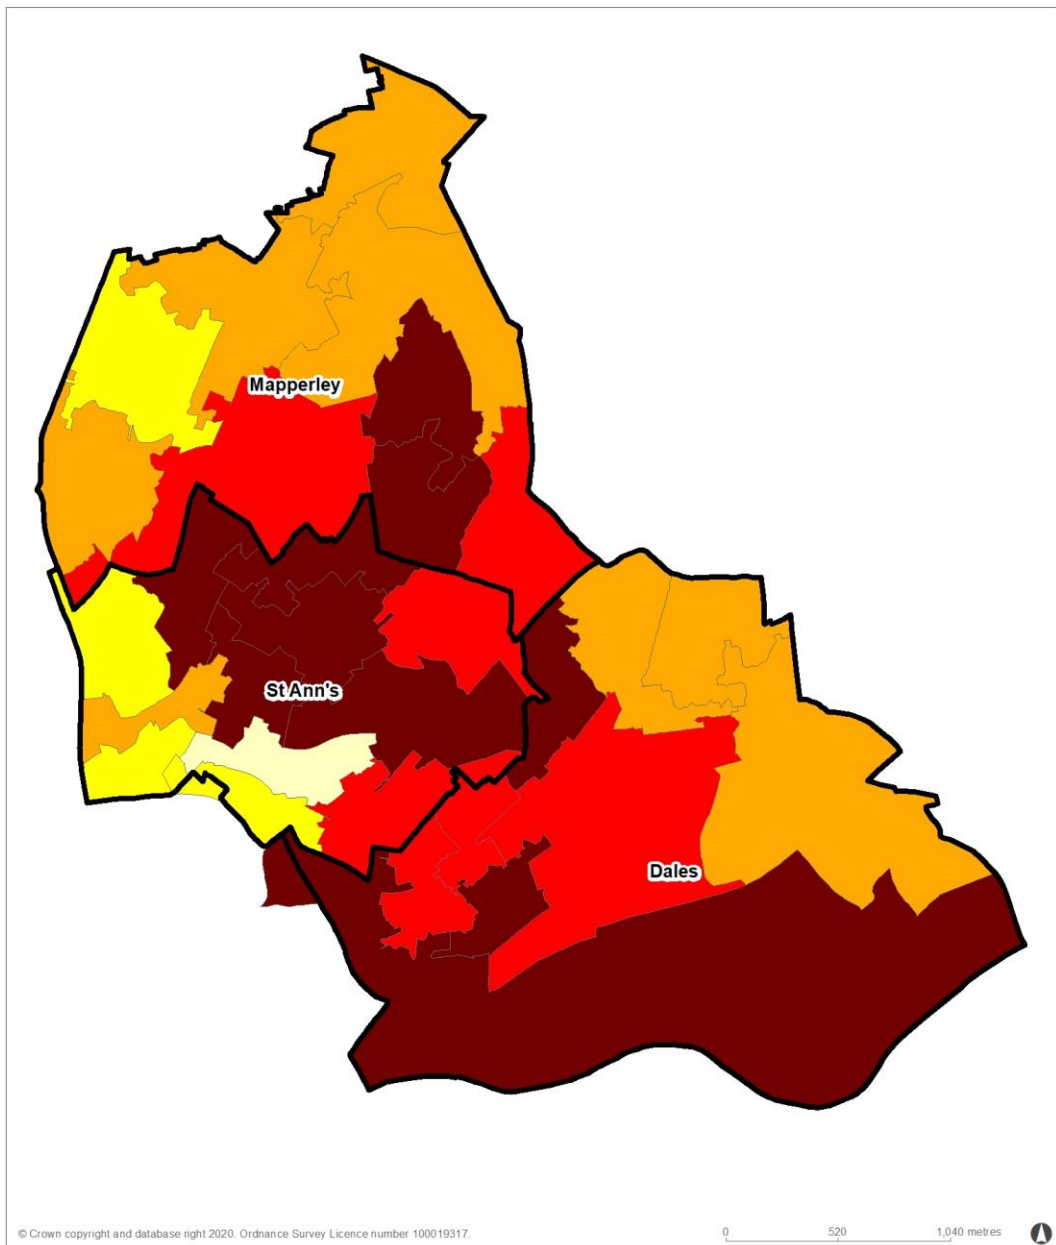 Mapperley
St Ann's
Dales
© Crown copyright and database right 2020. Ordnance Survey Licence number 100019317.
0 520 1,040 metres